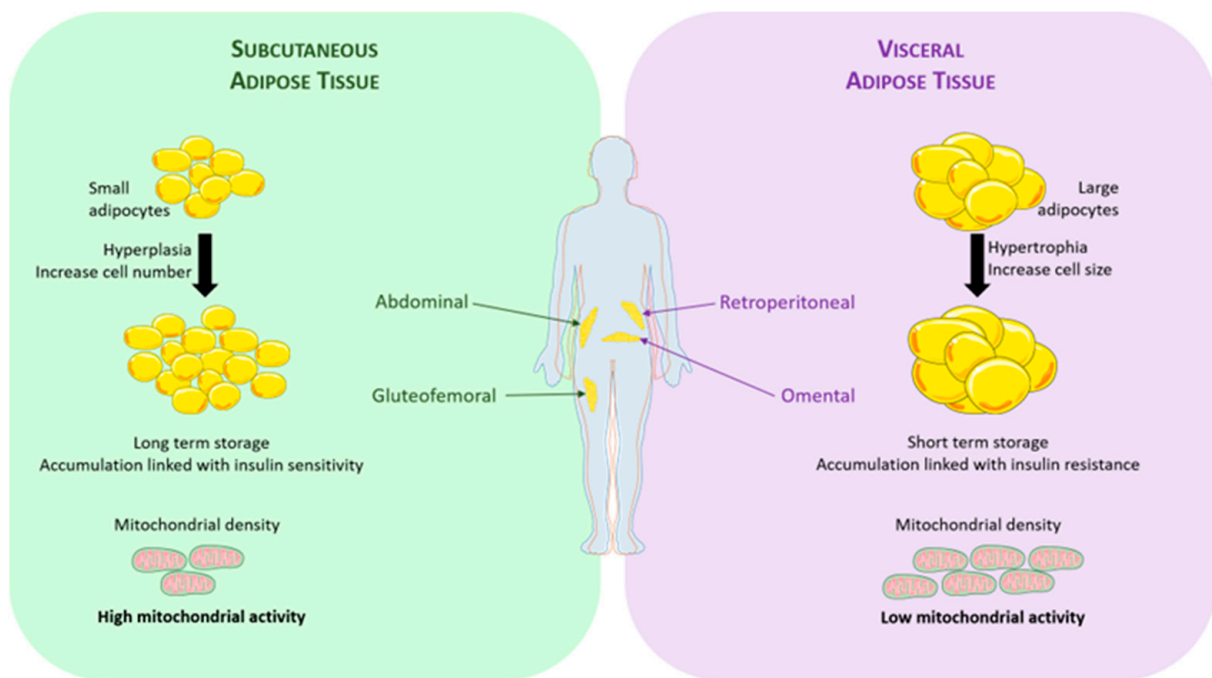 SUBCUTANEOUS
ADIPOSE TISSUE
Small
adipocytes
Hyperplasia
Increase cell number
Long term storage
Accumulation linked with insulin sensitivity
Mitochondrial density
High mitochondrial activity
Abdominal
Gluteofemoral
VISCERAL
ADIPOSE TISSUE
Retroperitoneal
Omental
Large
adipocytes
Hypertrophia
Increase cell size
Short term storage
Accumulation linked with insulin resistance
Mitochondrial density
Low mitochondrial activity